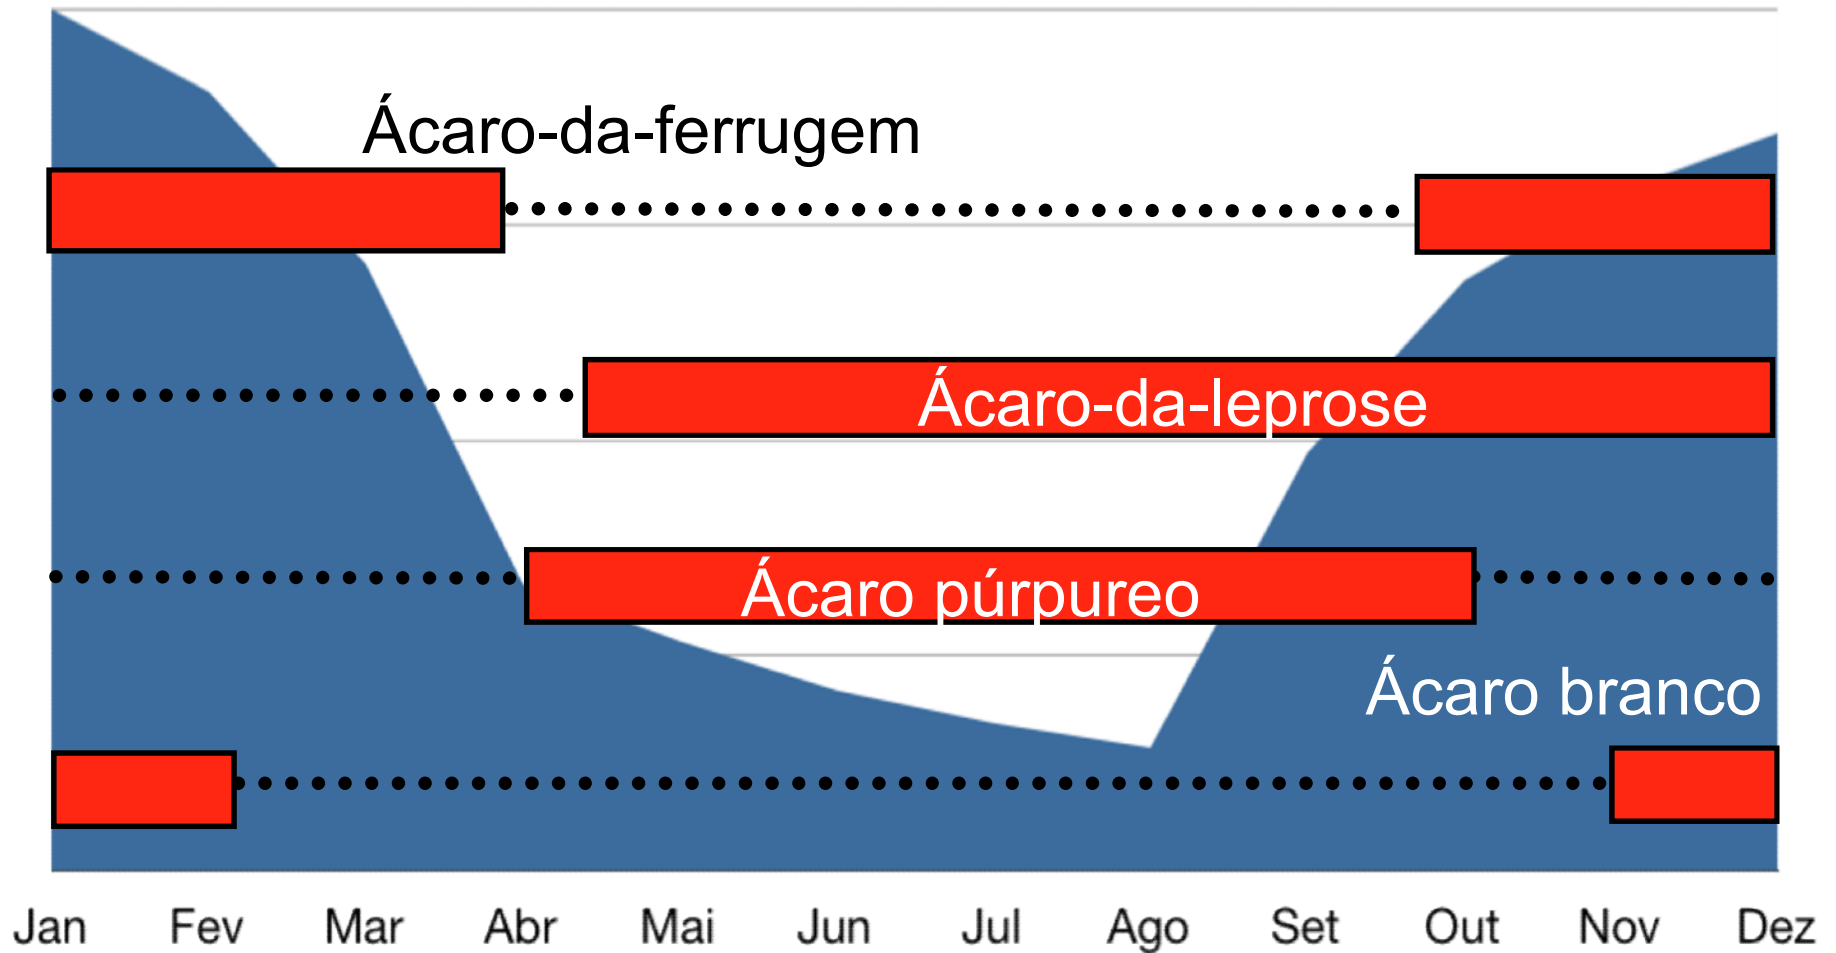 Ácaro-da-ferrugem
Ácaro-da-leprose
Ácaro púrpureo
Ácaro branco
Jan Fev Mar Abr Mai Jun Jul Ago Set Out Nov Dez